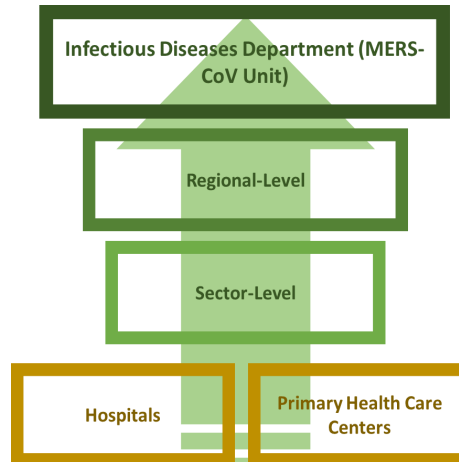 Infectious Diseases Department (MERS-
CoV Unit)
Regional-Level
Sector-Level
Hospitals
Primary Health Care
Centers